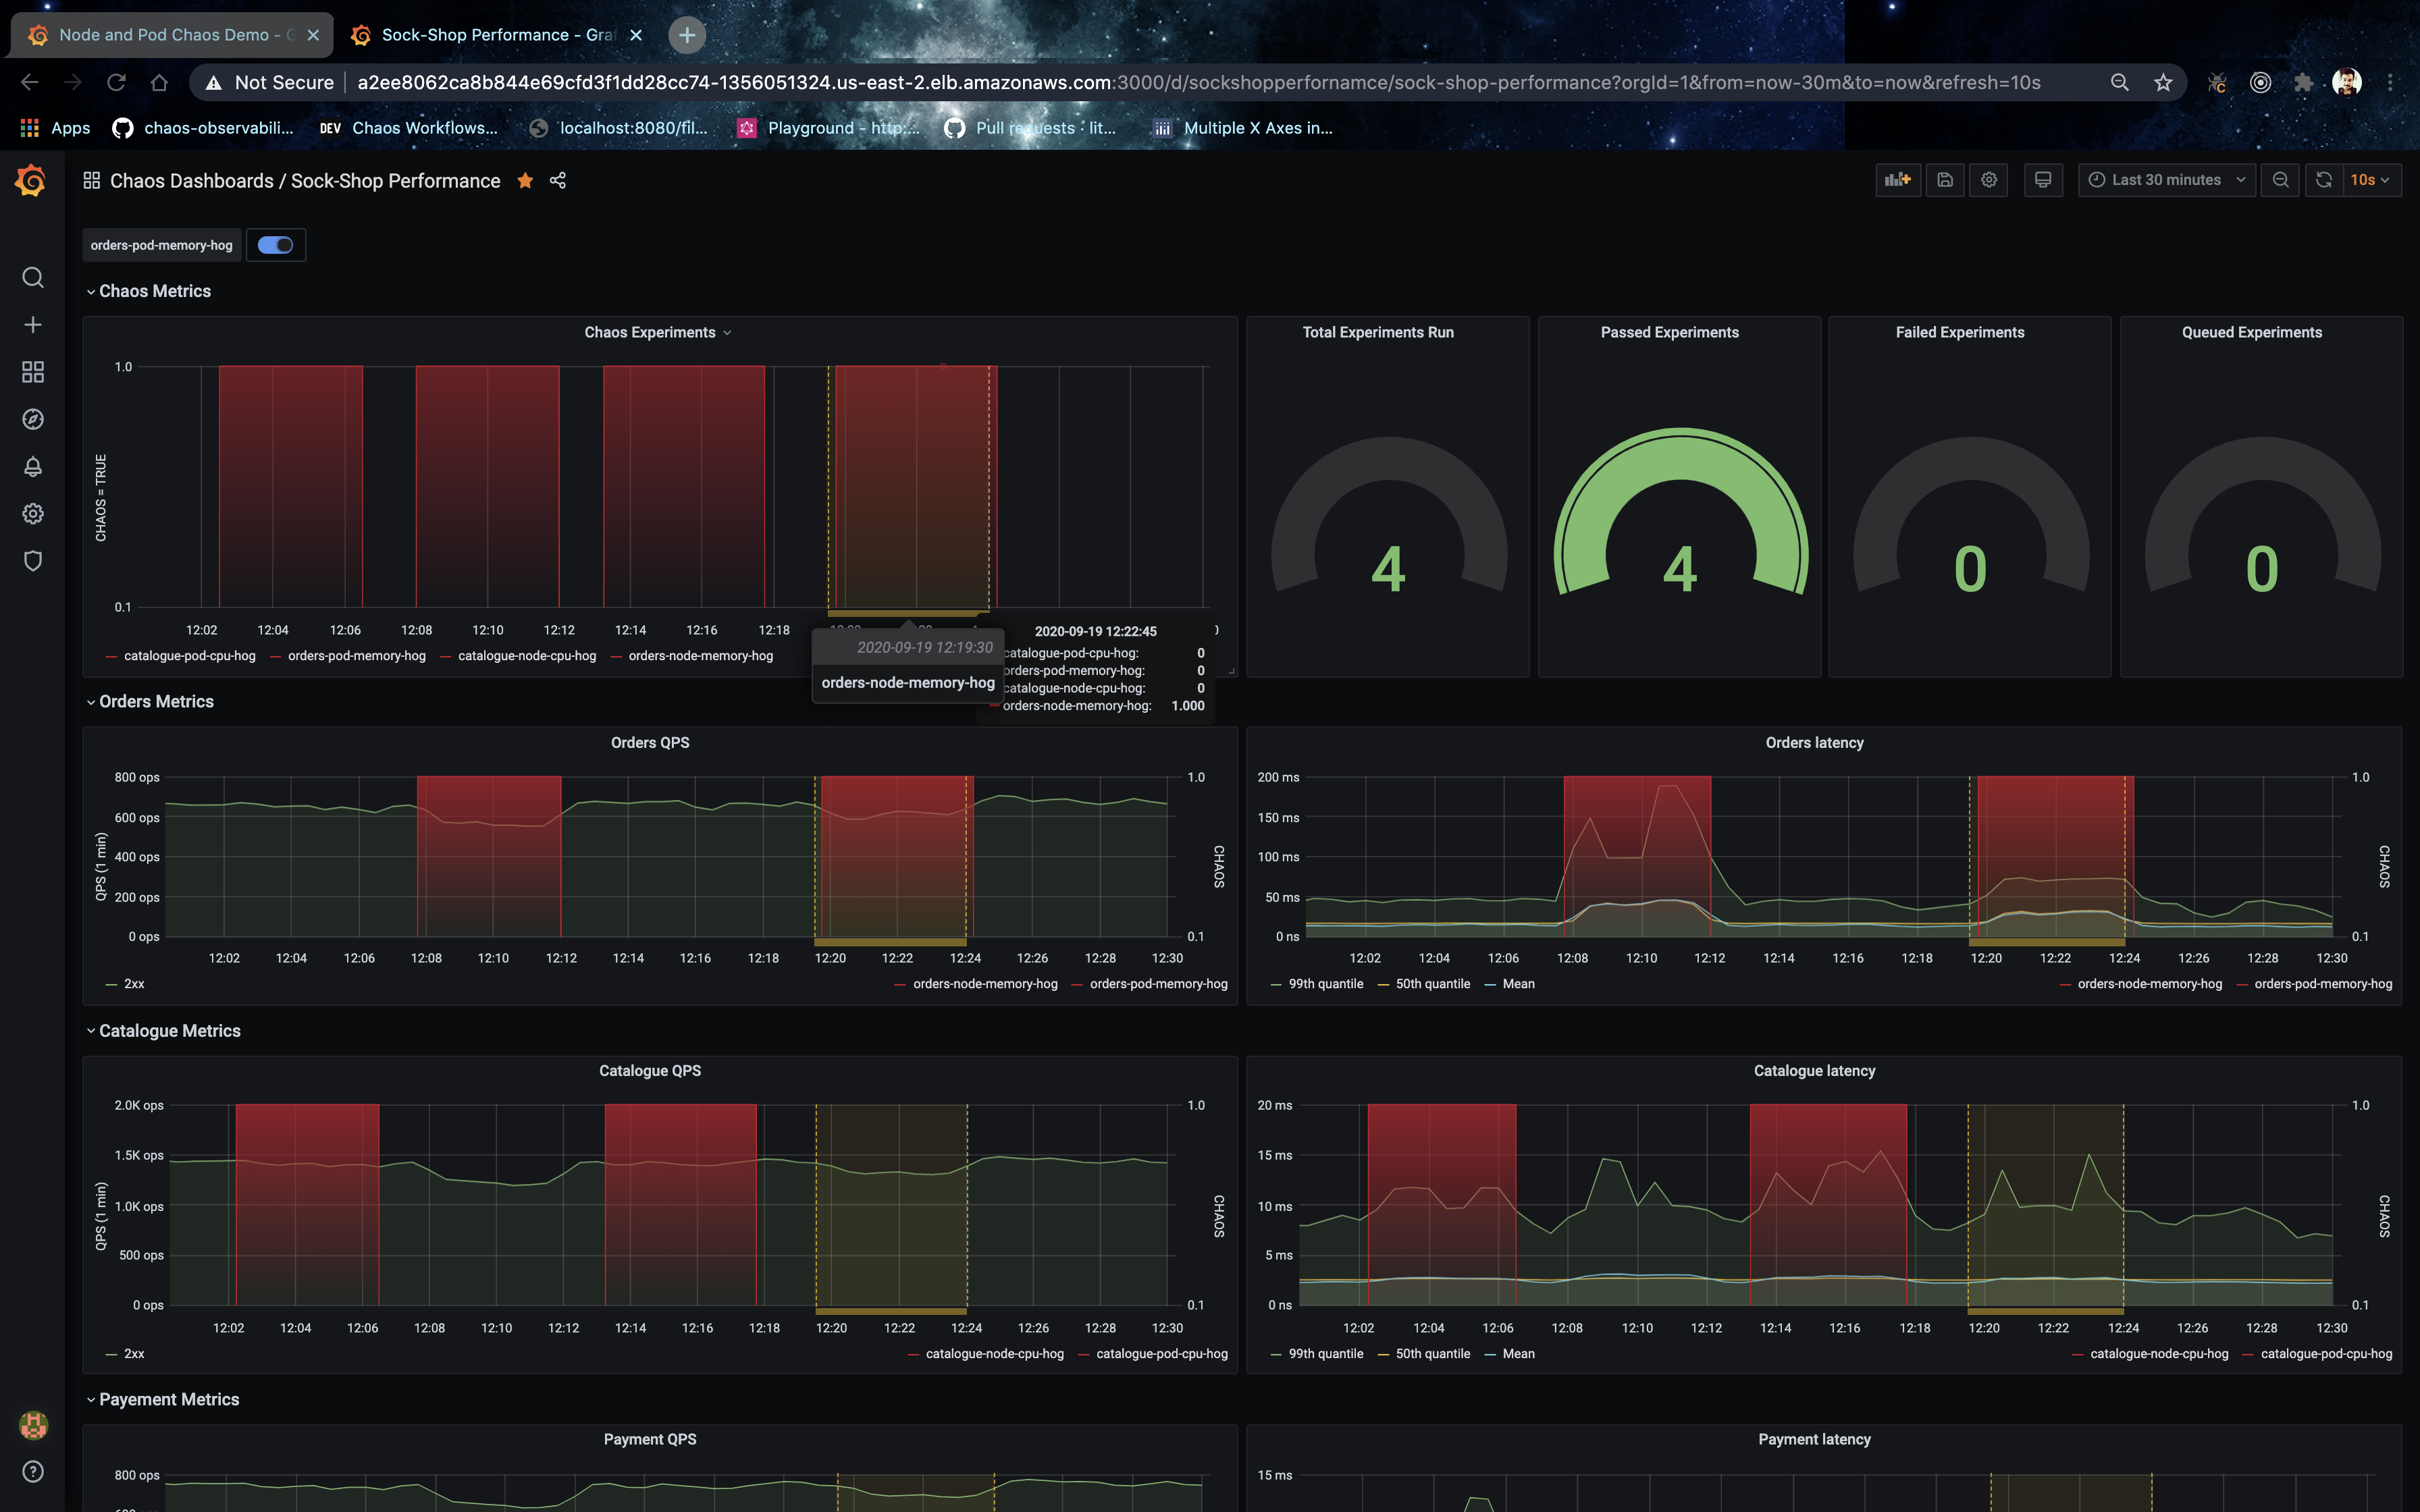 Node and Pod Chaos Demo - G
Sock-Shop Performance - Graf
Not Secure
a2ee8062ca8b844e69cfd3f1dd28cc74-1356051324.us-east-2.elb.amazonaws.com:3000/d/sockshopperfornamce/sock-shop-performance?orgId=1&from=now-30m&to=now&refresh=10s
Apps
chaos-observabili...
DEV Chaos Workflows...
localhost:8080/fil...
Playground - http:...
Pull requests · lit...
Multiple X Axes in...
Chaos Dashboards / Sock-Shop Performance
Last 30 minutes
10s
orders-pod-memory-hog
Chaos Metrics
Chaos Experiments
CHAOS = TRUE
1.0
0.1
12:02 12:04 12:06 12:08 12:10 12:12 12:14 12:16 12:18
catalogue-pod-cpu-hog orders-pod-memory-hog catalogue-node-cpu-hog orders-node-memory-hog
2020-09-19 12:19:30
orders-node-memory-hog
2020-09-19 12:22:45
catalogue-pod-cpu-hog: 0
orders-pod-memory-hog: 0
catalogue-node-cpu-hog: 0
orders-node-memory-hog: 1.000
Total Experiments Run
4
Passed Experiments
4
Failed Experiments
0
Queued Experiments
0
Orders Metrics
Orders QPS
QPS (1 min)
800 ops
600 ops
400 ops
200 ops
0 ops
1.0
0.1
CHAOS
12:02 12:04 12:06 12:08 12:10 12:12 12:14 12:16 12:18 12:20 12:22 12:24 12:26 12:28 12:30
2xx
orders-node-memory-hog orders-pod-memory-hog
Orders latency
200 ms
150 ms
100 ms
50 ms
0 ns
1.0
0.1
CHAOS
12:02 12:04 12:06 12:08 12:10 12:12 12:14 12:16 12:18 12:20 12:22 12:24 12:26 12:28 12:30
99th quantile 50th quantile Mean
orders-node-memory-hog orders-pod-memory-hog
Catalogue Metrics
Catalogue QPS
QPS (1 min)
2.0K ops
1.5K ops
1.0K ops
500 ops
0 ops
1.0
0.1
CHAOS
12:02 12:04 12:06 12:08 12:10 12:12 12:14 12:16 12:18 12:20 12:22 12:24 12:26 12:28 12:30
2xx
catalogue-node-cpu-hog catalogue-pod-cpu-hog
Catalogue latency
20 ms
15 ms
10 ms
5 ms
0 ns
1.0
0.1
CHAOS
12:02 12:04 12:06 12:08 12:10 12:12 12:14 12:16 12:18 12:20 12:22 12:24 12:26 12:28 12:30
99th quantile 50th quantile Mean
catalogue-node-cpu-hog catalogue-pod-cpu-hog
Payement Metrics
Payment QPS
800 ops
Payment latency
15 ms